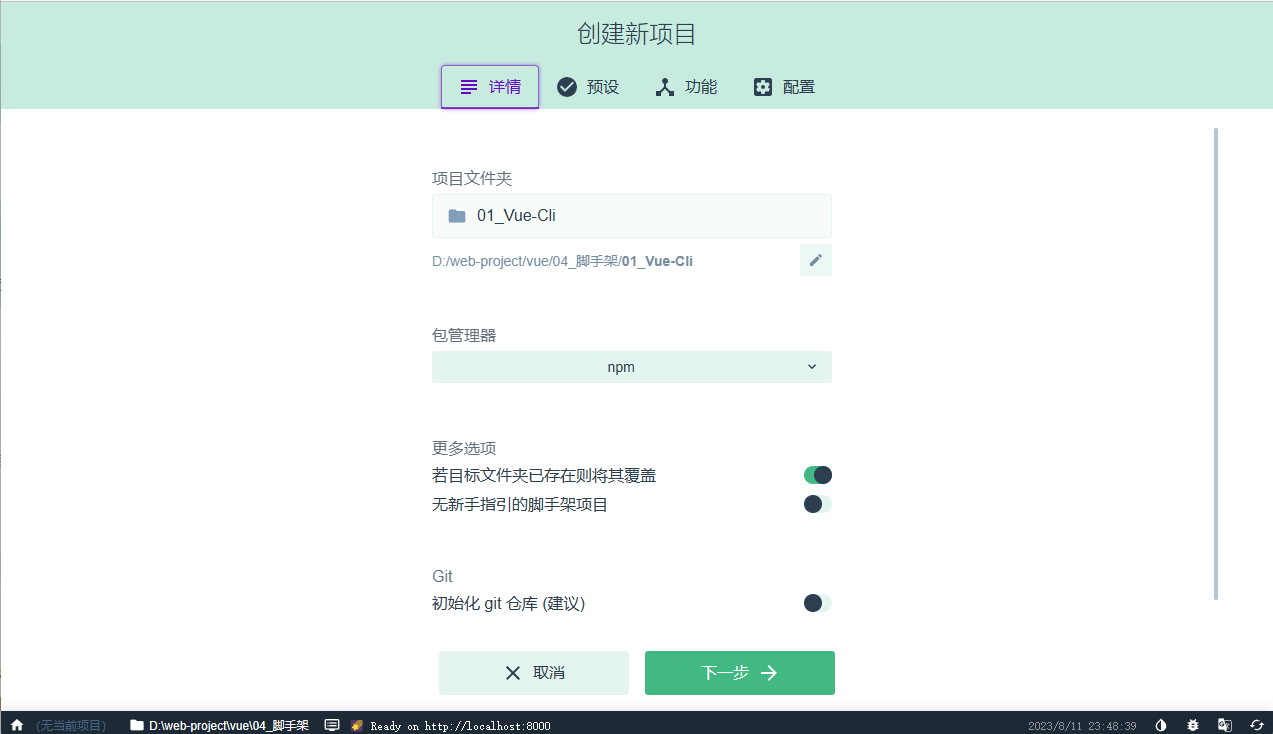 创建新项目
详情 预设 功能 配置
项目文件夹
01_Vue-Cli
D:/web-project/vue/04_脚手架/01_Vue-Cli
包管理器
npm
更多选项
若目标文件夹已存在则将其覆盖
无新手指引的脚手架项目
Git
初始化 git 仓库 (建议)
取消 下一步
(无当前项目) D:\web-project\vue\04_脚手架 Ready on http://localhost:8000 2023/8/11 23:48:39